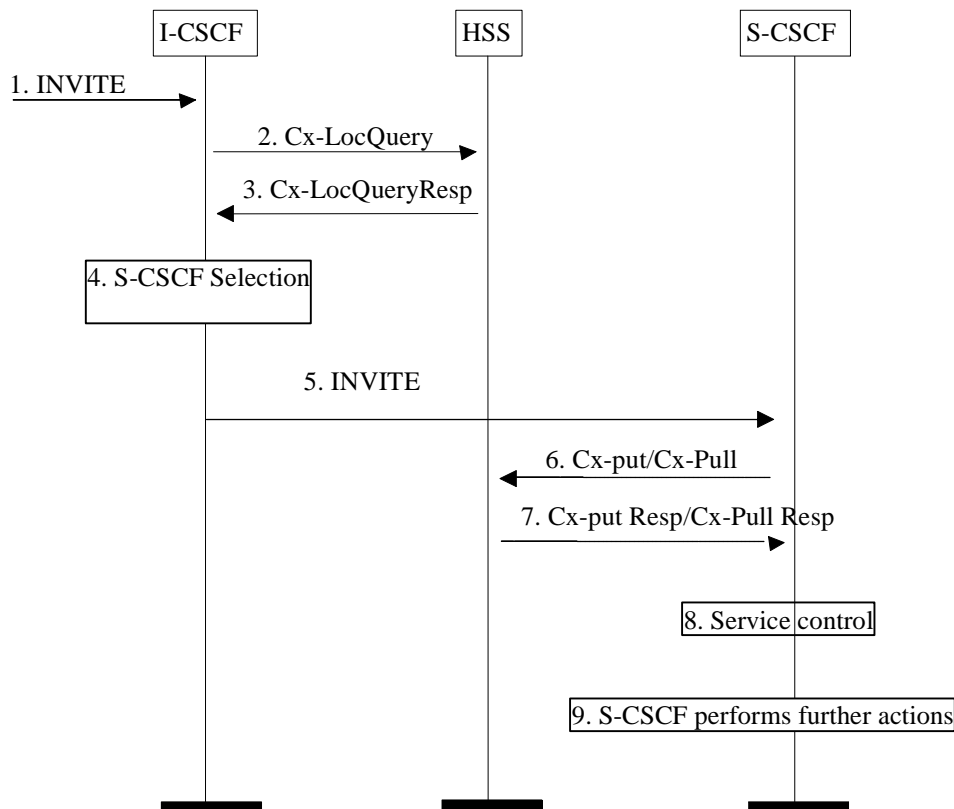 I-CSCF
HSS
S-CSCF
1. INVITE
2. Cx-LocQuery
3. Cx-LocQueryResp
4. S-CSCF Selection
5. INVITE
6. Cx-put/Cx-Pull
7. Cx-put Resp/Cx-Pull Resp
8. Service control
9. S-CSCF performs further actions